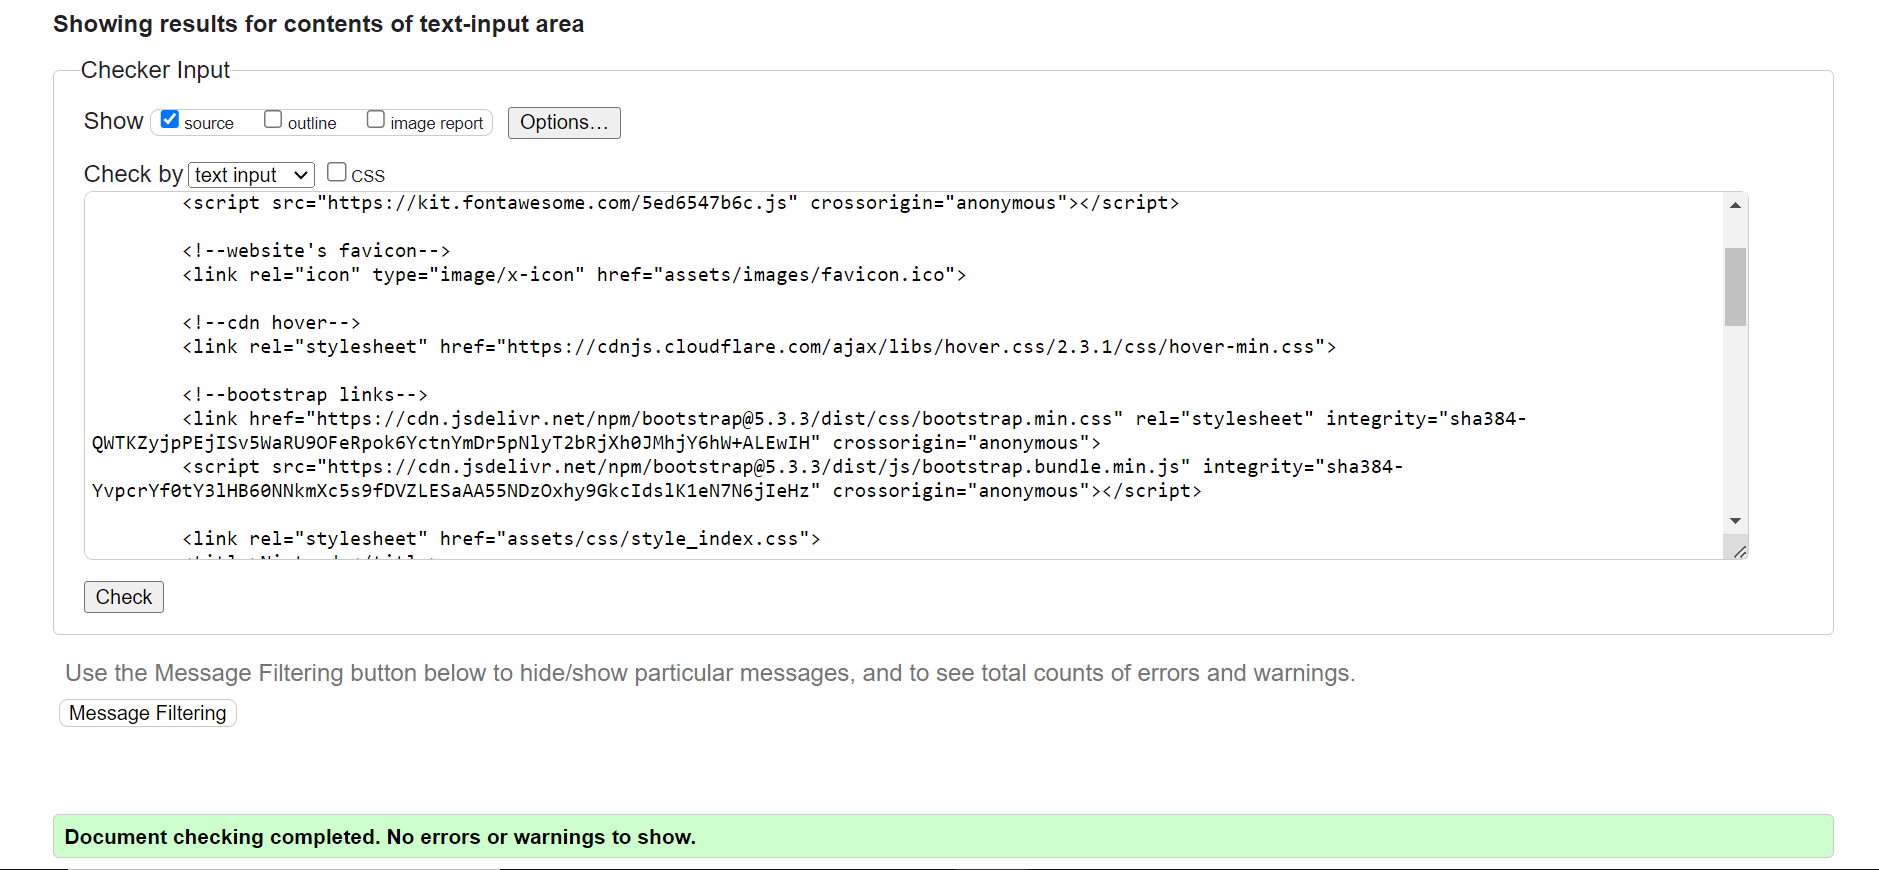 Showing results for contents of text-input area
Checker Input
Show source outline image report Options...
Check by text input CSS
<script src="https://kit.fontawesome.com/5ed6547b6c.js" crossorigin="anonymous"></script>
<!--website's favicon-->
<link rel="icon" type="image/x-icon" href="assets/images/favicon.ico">
<!--cdn hover-->
<link rel="stylesheet" href="https://cdnjs.cloudflare.com/ajax/libs/hover.css/2.3.1/css/hover-min.css">
<!--bootstrap links-->
<link href="https://cdn.jsdelivr.net/npm/bootstrap@5.3.3/dist/css/bootstrap.min.css" rel="stylesheet" integrity="sha384-
QWTKZyjpPEjISv5WaRU9OFeRpok6YctnYmDr5pNlyT2bRjXh0JMhjY6hW+ALEwIH" crossorigin="anonymous">
<script src="https://cdn.jsdelivr.net/npm/bootstrap@5.3.3/dist/js/bootstrap.bundle.min.js" integrity="sha384-
YvpcrYf0tY3lHB60NNkmXc5s9fDVZLESaAA55NDzOxhy9GkcIdslK1eN7N6jIeHz" crossorigin="anonymous"></script>
<link rel="stylesheet" href="assets/css/style_index.css">
Check
Use the Message Filtering button below to hide/show particular messages, and to see total counts of errors and warnings.
Message Filtering
Document checking completed. No errors or warnings to show.